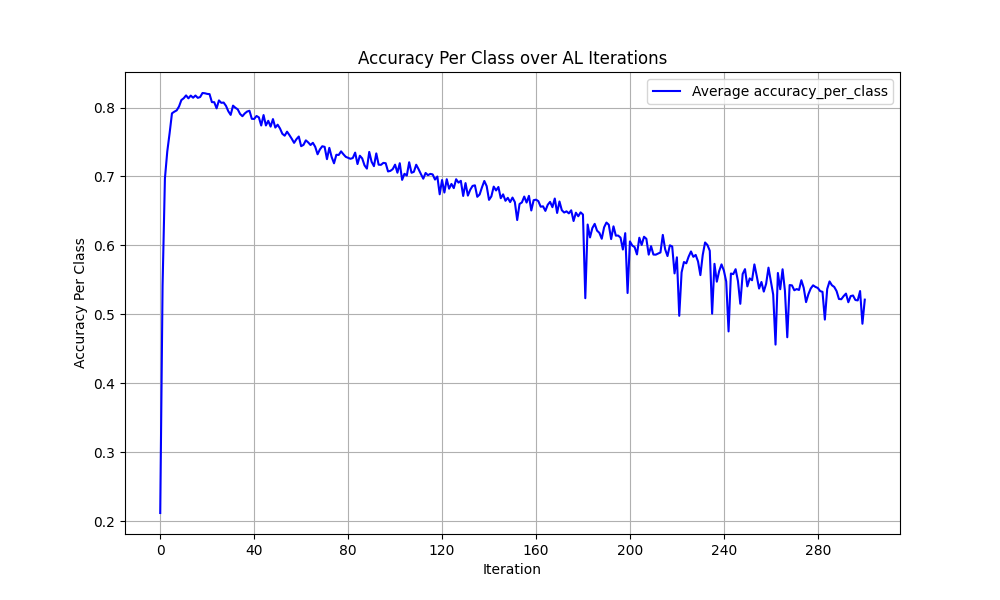 Accuracy Per Class over AL Iterations
Average accuracy_per_class
Accuracy Per Class
0.8
0.7
0.6
0.5
0.4
0.3
0.2
0 40 80 120 160 200 240 280
Iteration